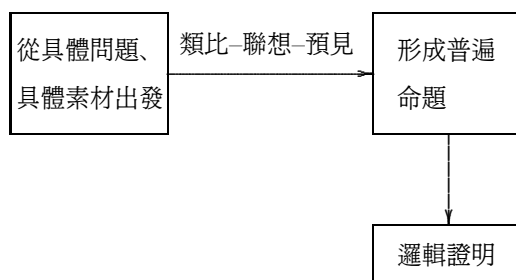 從具體問題、
具體素材出發
類比–聯想–預見
形成普遍
命題
邏輯證明